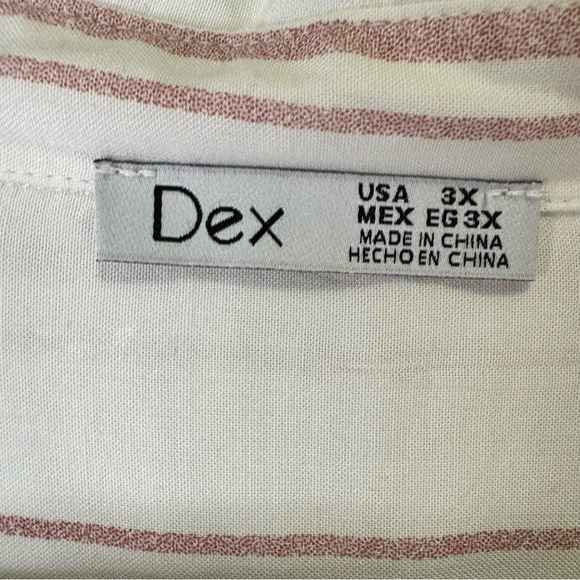 Dex
USA 3X
MEX EG 3X
MADE IN CHINA
HECHO EN CHINA